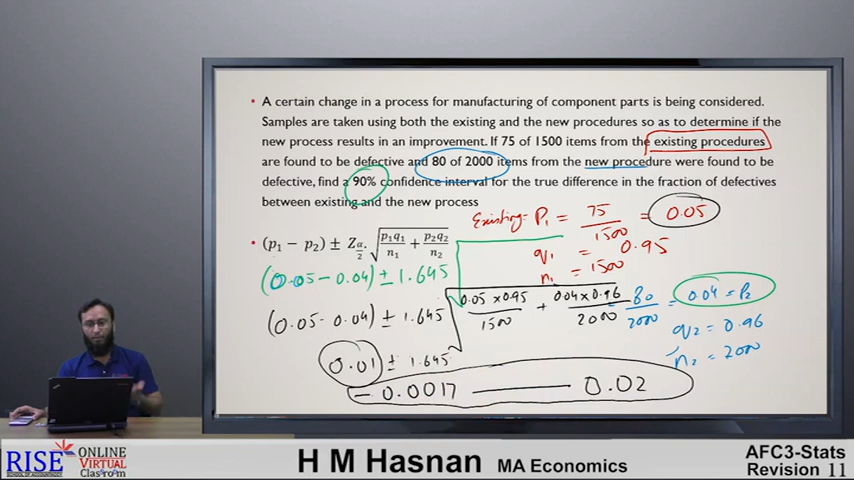 • A certain change in a process for manufacturing of component parts is being considered.
Samples are taken using both the existing and the new procedures so as to determine if the
new process results in an improvement. If 75 of 1500 items from the existing procedures
are found to be defective and 80 of 2000 items from the new procedure were found to be
defective, find a 90% confidence interval for the true difference in the fraction of defectives
between existing and the new process
Existing- P₁ = 75/1500 = 0.05
q₁ = 0.95
n₁ = 1500
• (p₁ − p₂) ± Z_{α/2}. √(p₁q₁/n₁ + p₂q₂/n₂)
(0.05 - 0.04) ± 1.645
(0.05 - 0.04) ± 1.645 √(0.05 × 0.95/1500 + 0.04 × 0.96/2000)
80/2000 = 0.04 = P₂
q₂ = 0.96
n₂ = 2000
0.01 ± 1.645
- 0.0017 ——— 0.02
RISE
SCHOOL OF ACCOUNTANCY
ONLINE
VIRTUAL
Classroom
H M Hasnan MA Economics
AFC3-Stats
Revision 11